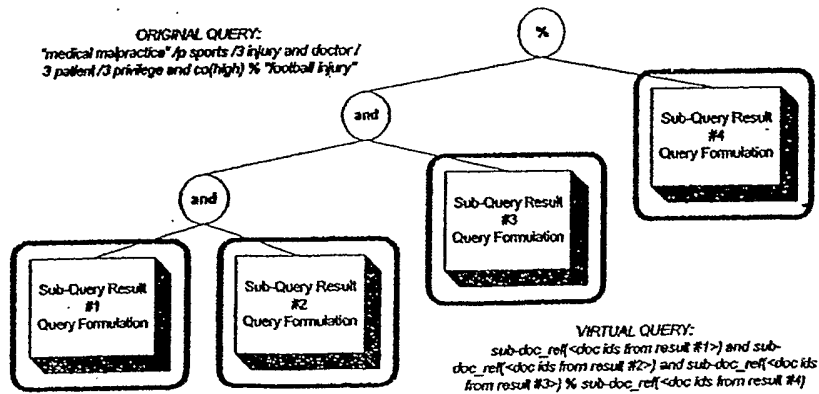 ORIGINAL QUERY:
"medical malpractice" /p sports /3 injury and doctor /
3 patient /3 privilege and co(high) % "football injury"
%
and
Sub-Query Result
#4
Query Formulation
and
Sub-Query Result
#3
Query Formulation
Sub-Query Result
#1
Query Formulation
Sub-Query Result
#2
Query Formulation
VIRTUAL QUERY:
sub-doc_ref(<doc ids from result #1>) and sub-
doc_ref(<doc ids from result #2>) and sub-doc_ref(<doc ids
from result #3>) % sub-doc_ref(<doc ids from result #4)